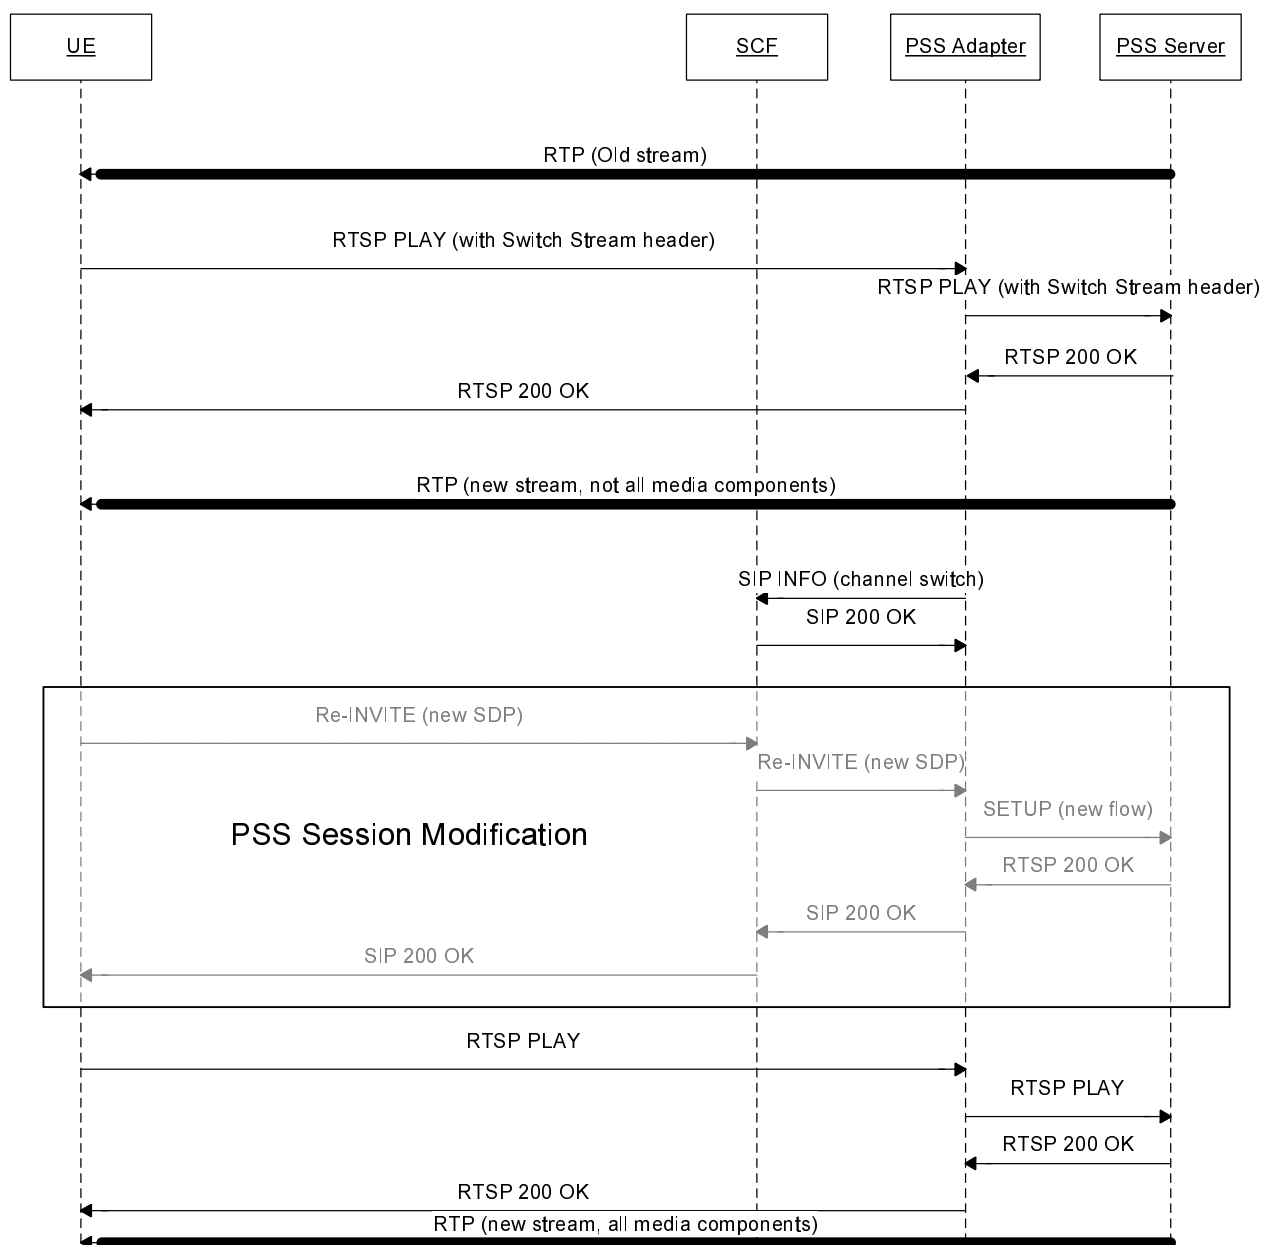 UE
SCF
PSS Adapter
PSS Server
RTP (Old stream)
RTSP PLAY (with Switch Stream header)
RTSP PLAY (with Switch Stream header)
RTSP 200 OK
RTSP 200 OK
RTP (new stream, not all media components)
SIP INFO (channel switch)
SIP 200 OK
Re-INVITE (new SDP)
Re-INVITE (new SDP)
SETUP (new flow)
PSS Session Modification
RTSP 200 OK
SIP 200 OK
SIP 200 OK
RTSP PLAY
RTSP PLAY
RTSP 200 OK
RTSP 200 OK
RTP (new stream, all media components)